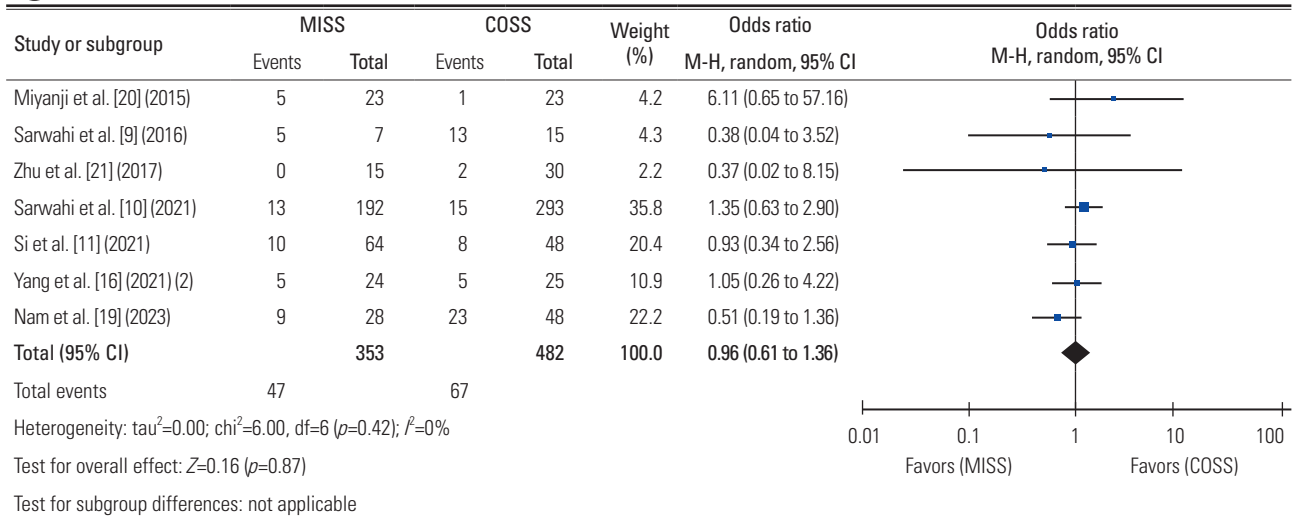 Study or subgroup MISS COSS Weight (%) Odds ratio M-H, random, 95% CI Odds ratio M-H, random, 95% CI
Events Total Events Total
Miyanji et al. [20] (2015) 5 23 1 23 4.2 6.11 (0.65 to 57.16)
Sarwahi et al. [9] (2016) 5 7 13 15 4.3 0.38 (0.04 to 3.52)
Zhu et al. [21] (2017) 0 15 2 30 2.2 0.37 (0.02 to 8.15)
Sarwahi et al. [10] (2021) 13 192 15 293 35.8 1.35 (0.63 to 2.90)
Si et al. [11] (2021) 10 64 8 48 20.4 0.93 (0.34 to 2.56)
Yang et al. [16] (2021) (2) 5 24 5 25 10.9 1.05 (0.26 to 4.22)
Nam et al. [19] (2023) 9 28 23 48 22.2 0.51 (0.19 to 1.36)
Total (95% CI) 353 482 100.0 0.96 (0.61 to 1.36)
Total events 47 67
Heterogeneity: tau²=0.00; chi²=6.00, df=6 (p=0.42); I²=0%
0.01 0.1 1 10 100
Test for overall effect: Z=0.16 (p=0.87)
Favors (MISS) Favors (COSS)
Test for subgroup differences: not applicable